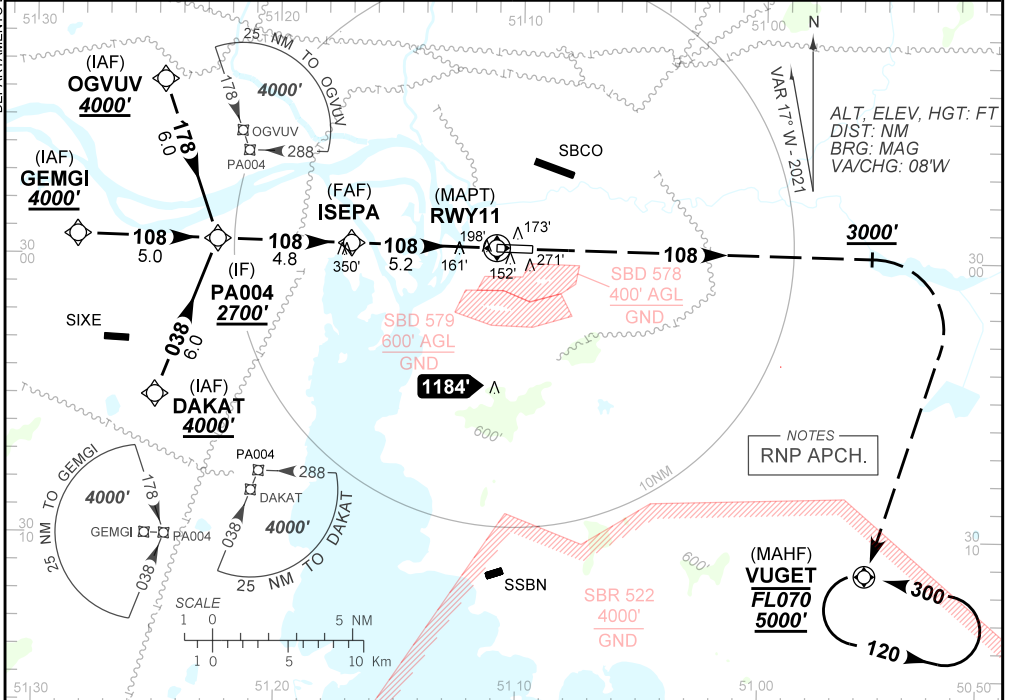 51,30
51,20
51,10
51,00
N
VAR 17° W - 2021
ALT, ELEV, HGT: FT
DIST: NM
BRG: MAG
VA/CHG: 08'W
(IAF)
OGVUV
4000'
178
6.0
25 NM TO OGVUV
4000'
178
OGVUV
PA004
288
SBCO
(IAF)
GEMGI
4000'
108
5.0
(IF)
PA004
2700'
108
4.8
(FAF)
ISEPA
350'
108
5.2
(MAPT)
RWY11
198'
161'
173'
152'
271'
108
3000'
30
00
30
00
SBD 578
400' AGL
GND
SBD 579
600' AGL
GND
SIXE
038
6.0
(IAF)
DAKAT
4000'
1184'
600'
NOTES
RNP APCH.
10NM
25 NM TO GEMGI
4000'
178
GEMGI
PA004
038
PA004
288
DAKAT
038
4000'
25 NM TO DAKAT
30
10
30
10
SSBN
600'
SBR 522
4000'
GND
(MAHF)
VUGET
FL070
5000'
300
120
SCALE
1 0 5 NM
1 0 5 10 Km
51,30
51,20
51,10
51,00
50,50